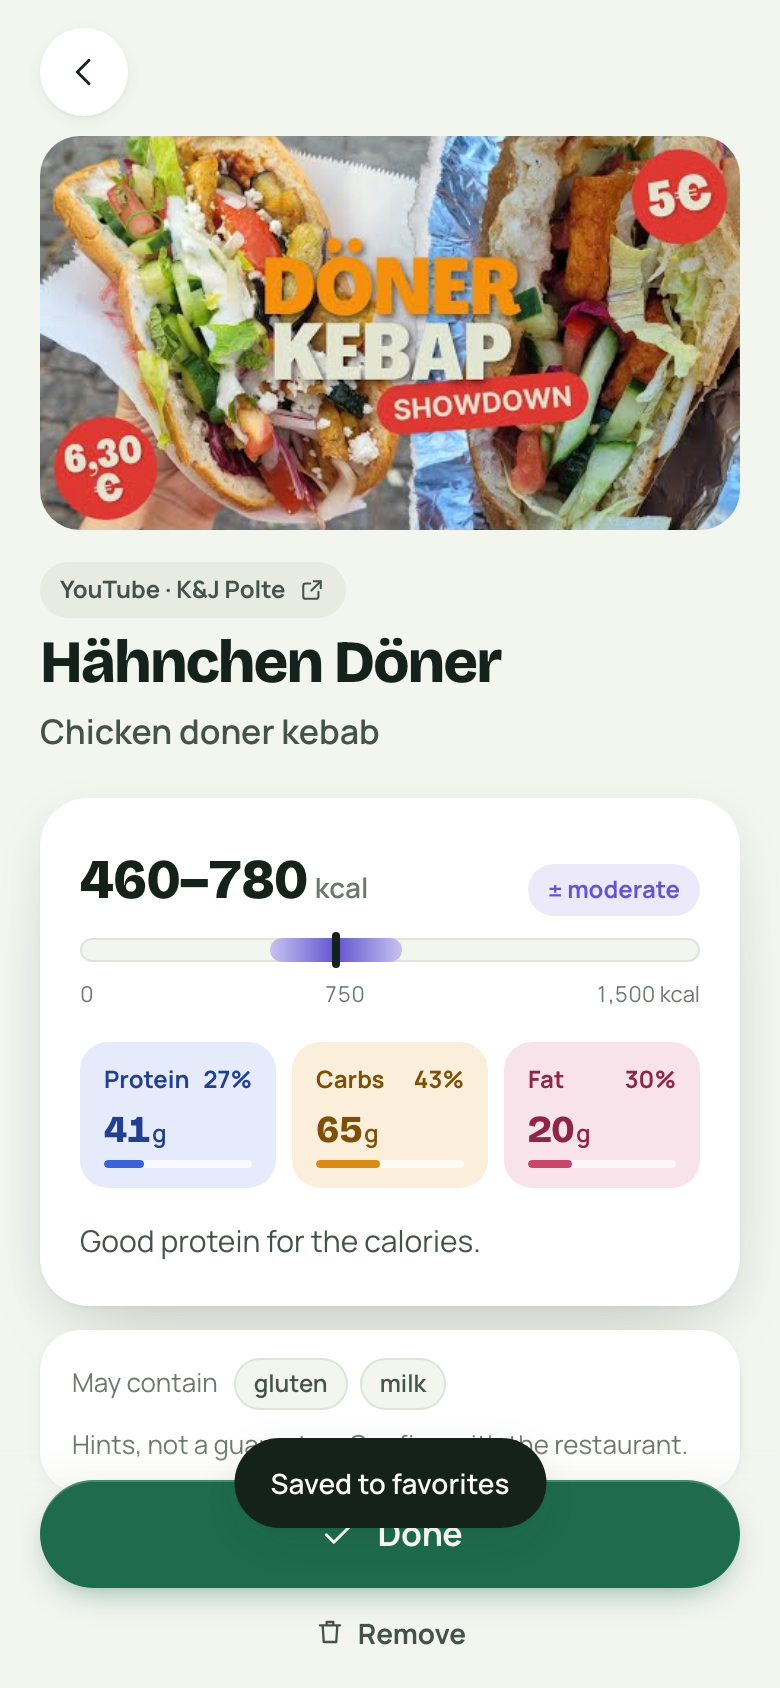 5€
DÖNER
KEBAP
SHOWDOWN
6,30
€
YouTube · K&J Polte
Hähnchen Döner
Chicken doner kebab
460–780 kcal
± moderate
0 750 1,500 kcal
Protein 27%
41g
Carbs 43%
65g
Fat 30%
20g
Good protein for the calories.
May contain gluten milk
Hints, not a the restaurant.
Saved to favorites
Done
Remove